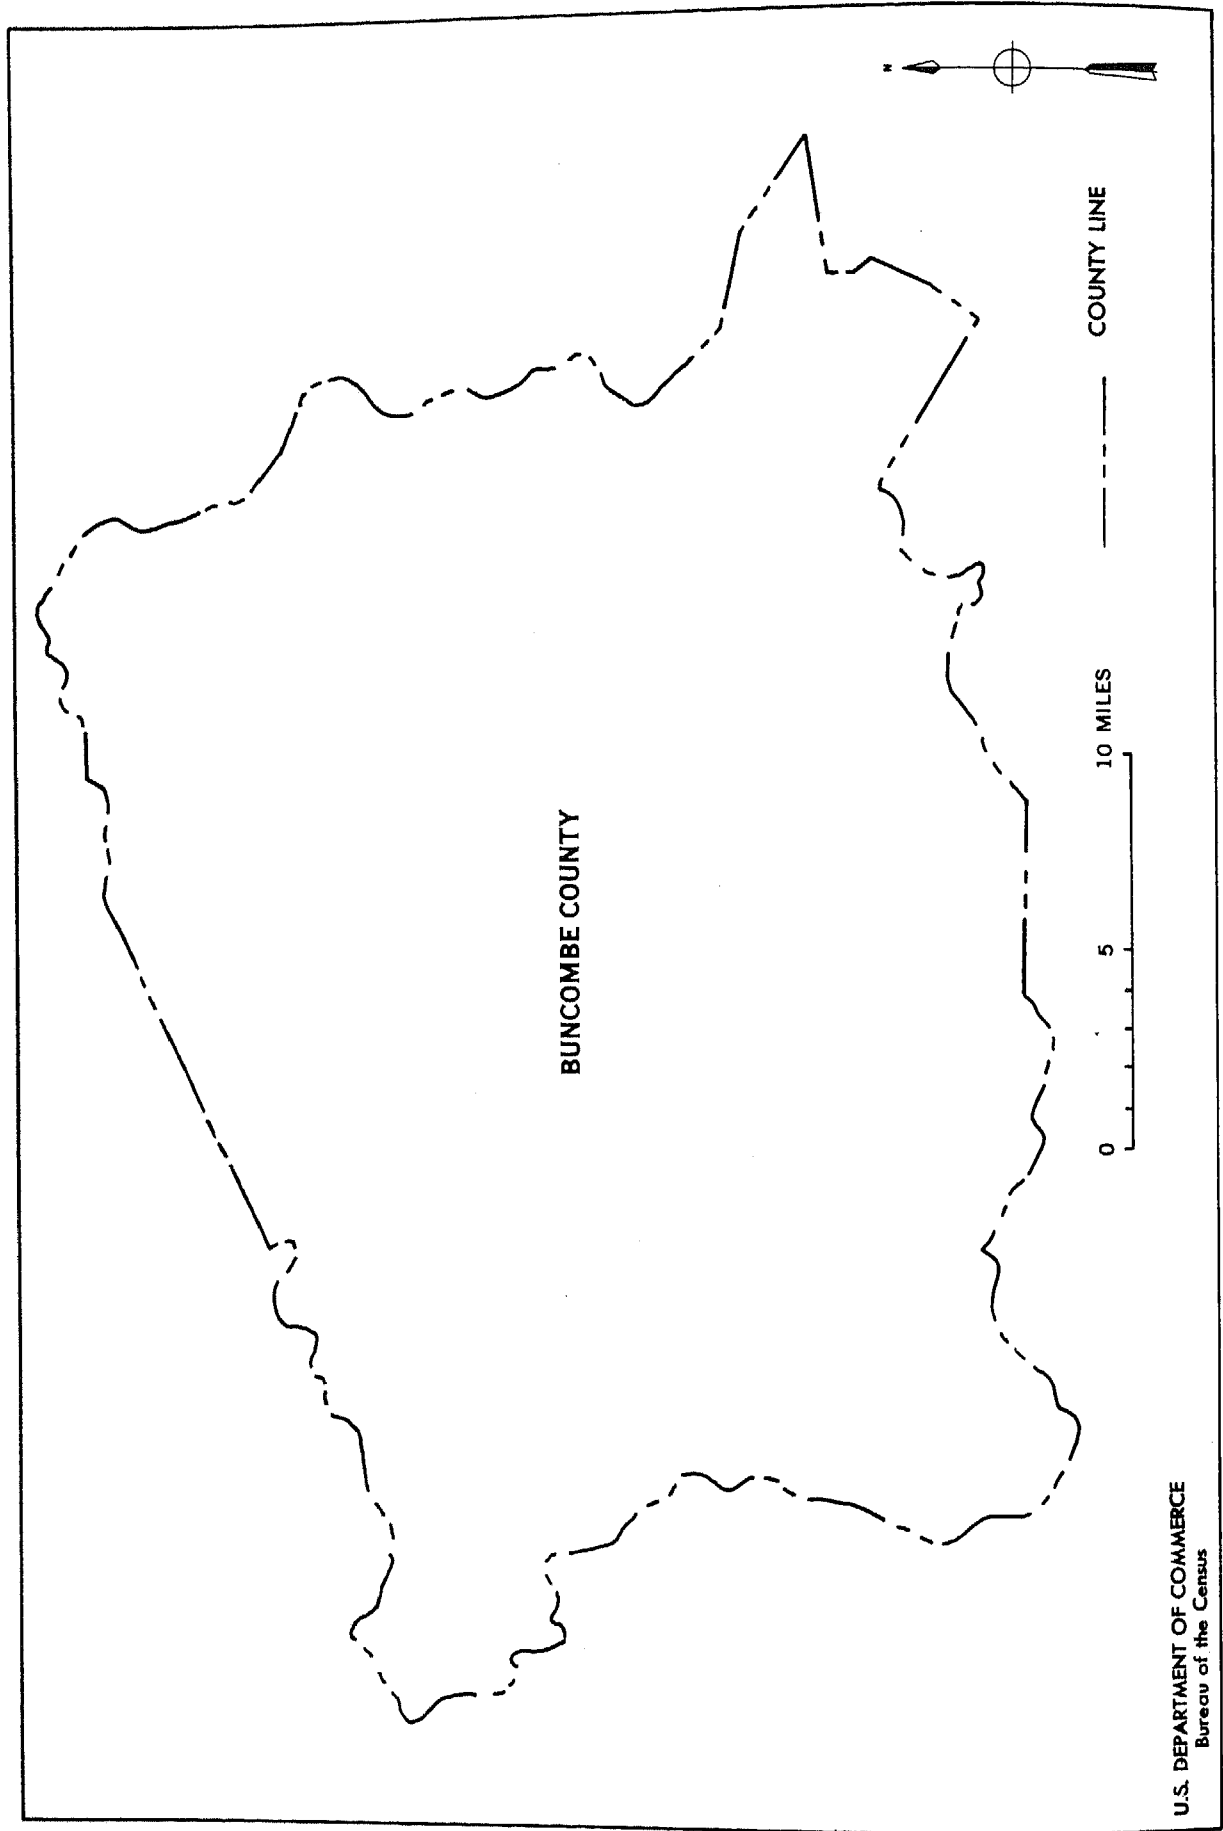 N
BUNCOMBE COUNTY
0 5 10 MILES
COUNTY LINE
U.S. DEPARTMENT OF COMMERCE
Bureau of the Census